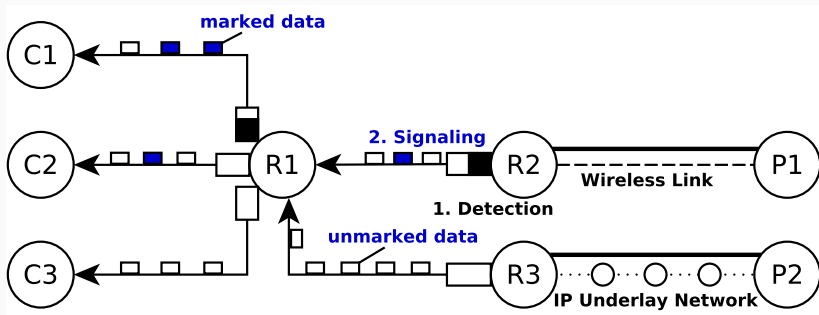 marked data
C1
2. Signaling
C2
R1
R2
P1
Wireless Link
1. Detection
unmarked data
C3
R3
P2
IP Underlay Network